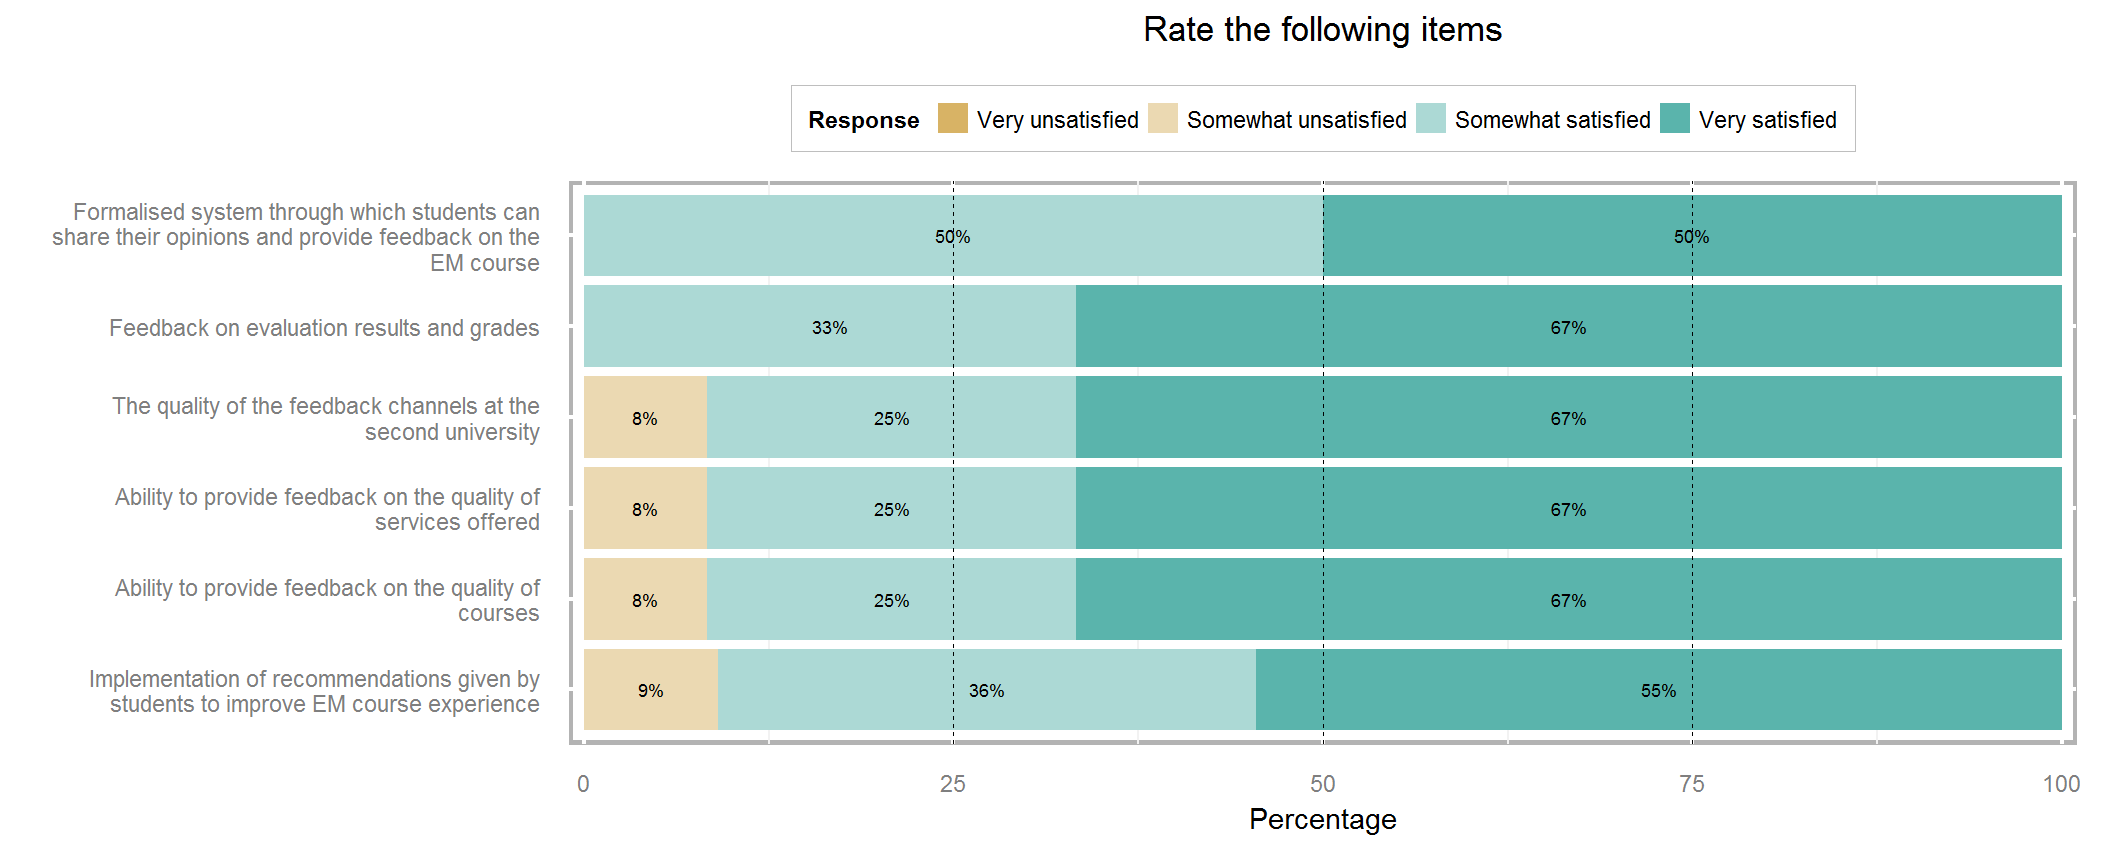 Rate the following items
Response Very unsatisfied Somewhat unsatisfied Somewhat satisfied Very satisfied
Formalised system through which students can
share their opinions and provide feedback on the
EM course
50% 50%
Feedback on evaluation results and grades
33% 67%
The quality of the feedback channels at the
second university
8% 25% 67%
Ability to provide feedback on the quality of
services offered
8% 25% 67%
Ability to provide feedback on the quality of
courses
8% 25% 67%
Implementation of recommendations given by
students to improve EM course experience
9% 36% 55%
0 25 50 75 100
Percentage